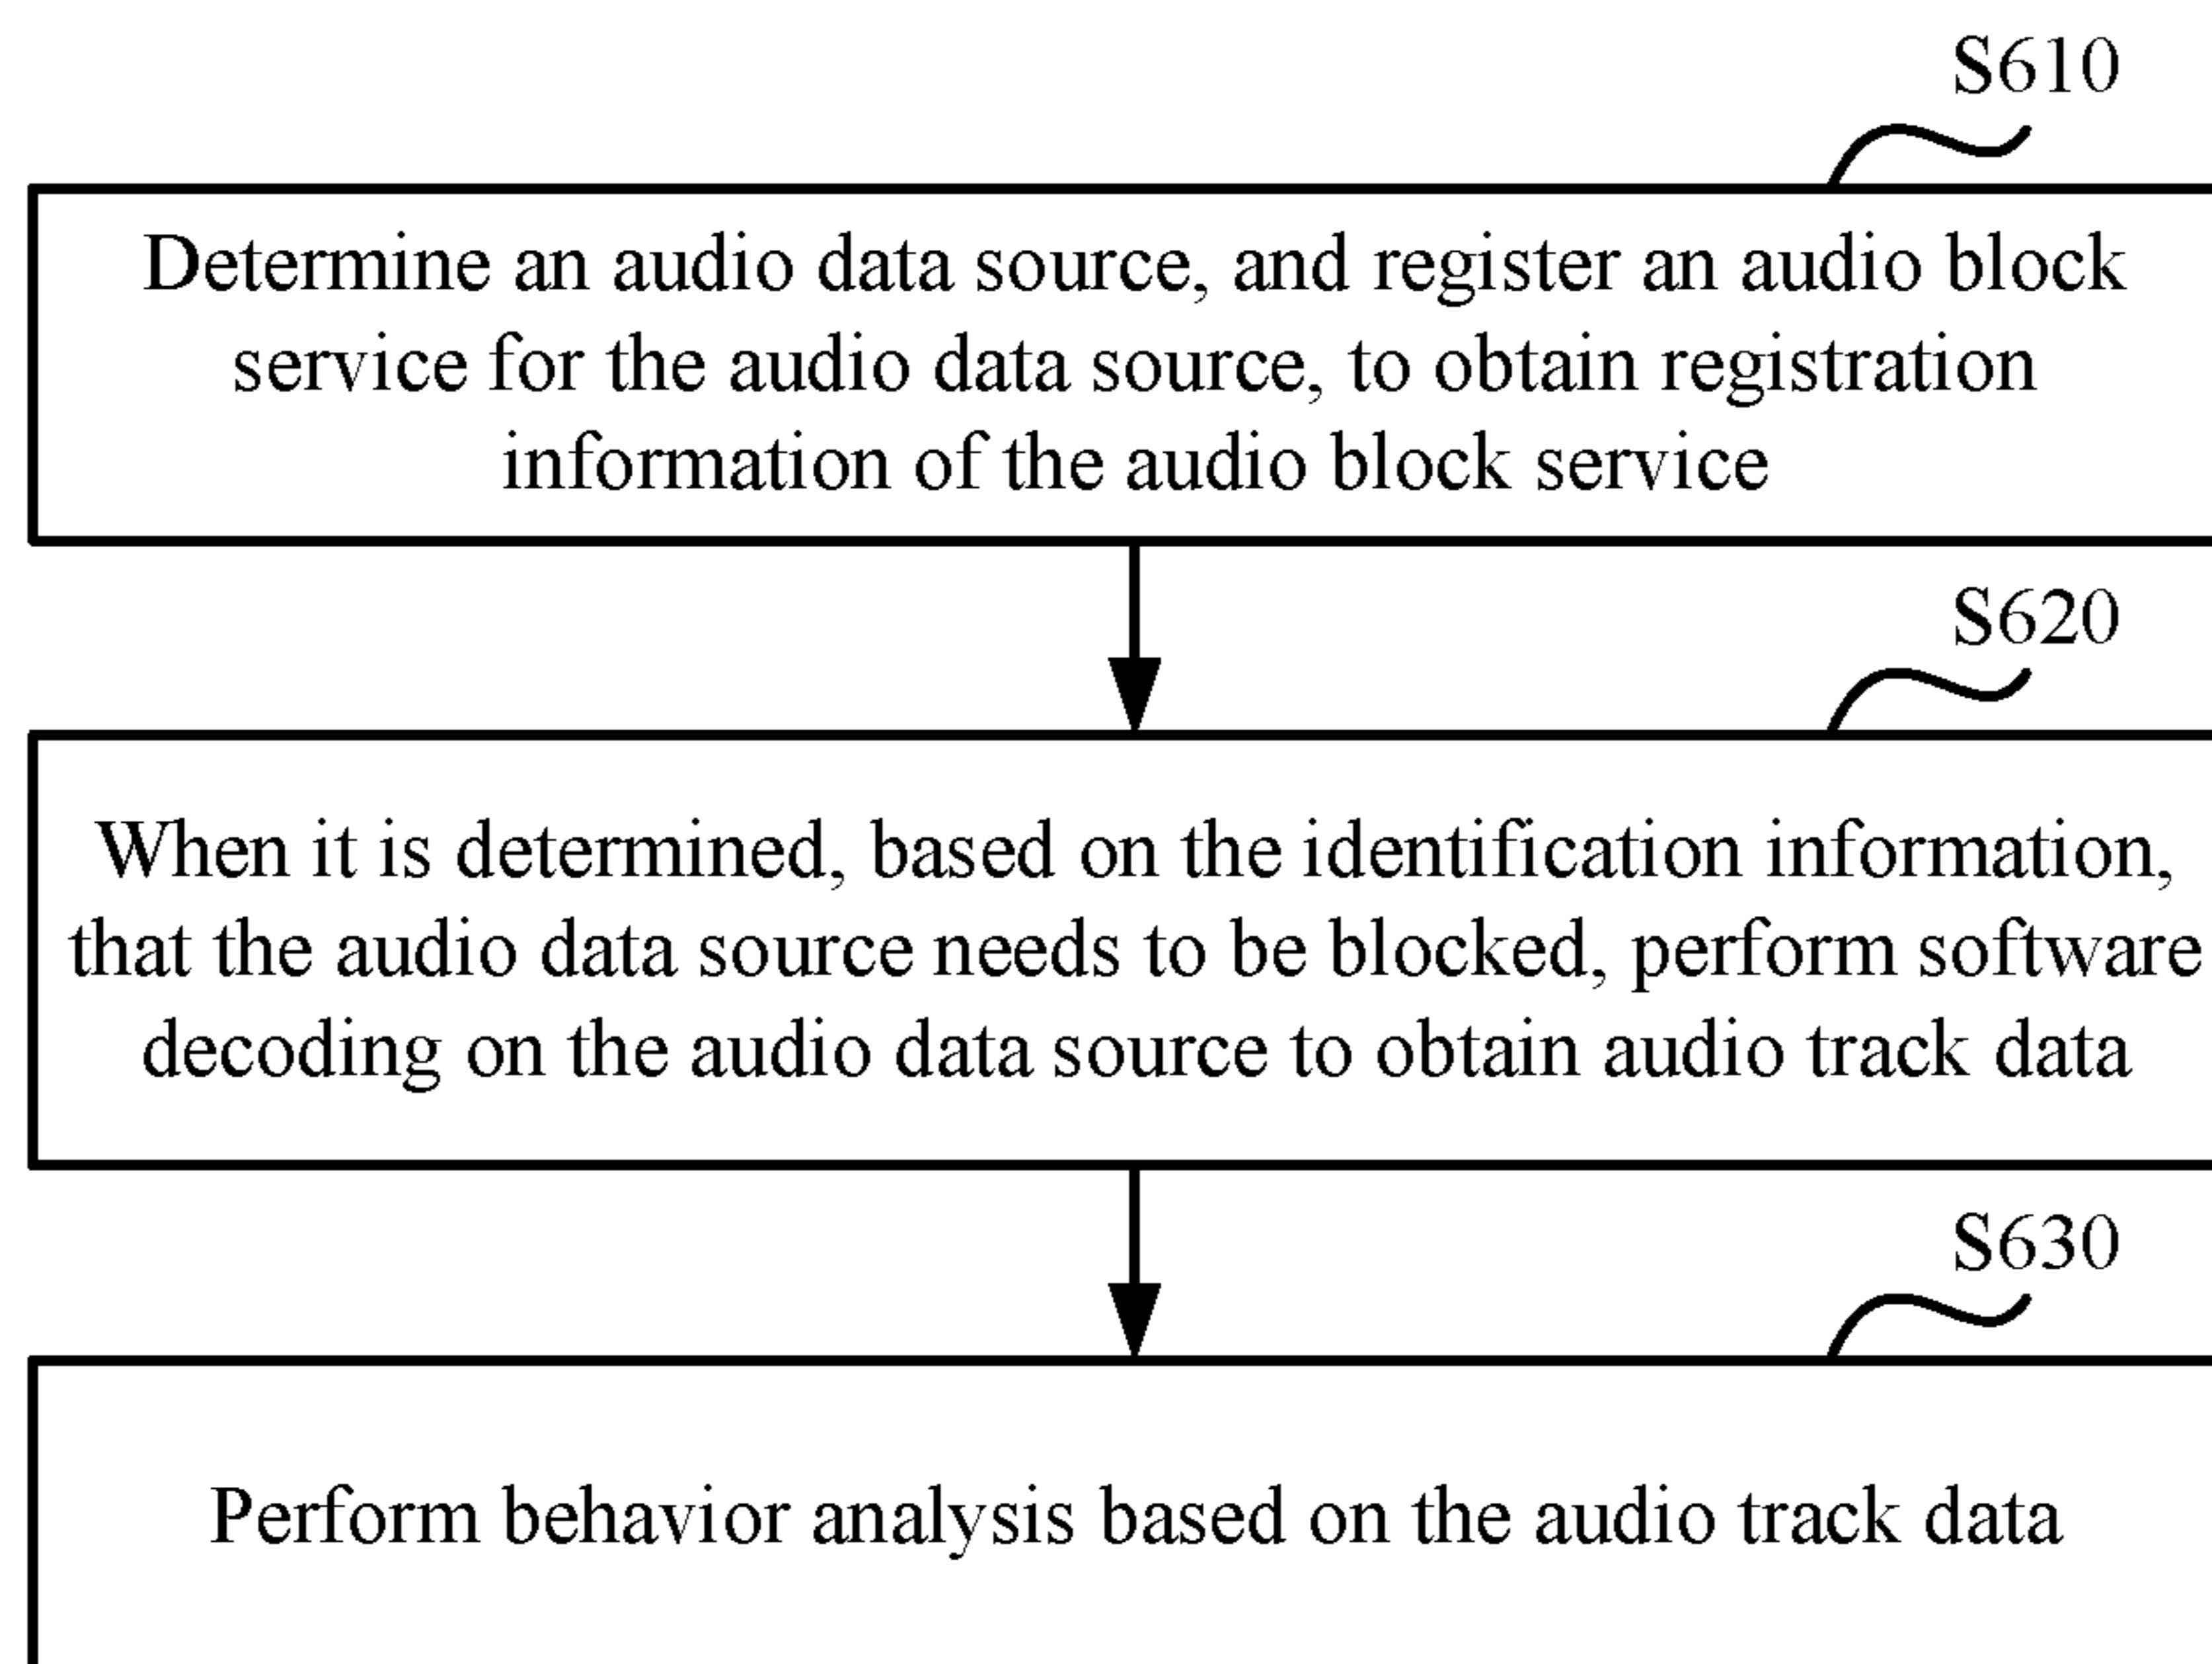 S610
Determine an audio data source, and register an audio block
service for the audio data source, to obtain registration
information of the audio block service
S620
When it is determined, based on the identification information,
that the audio data source needs to be blocked, perform software
decoding on the audio data source to obtain audio track data
S630
Perform behavior analysis based on the audio track data